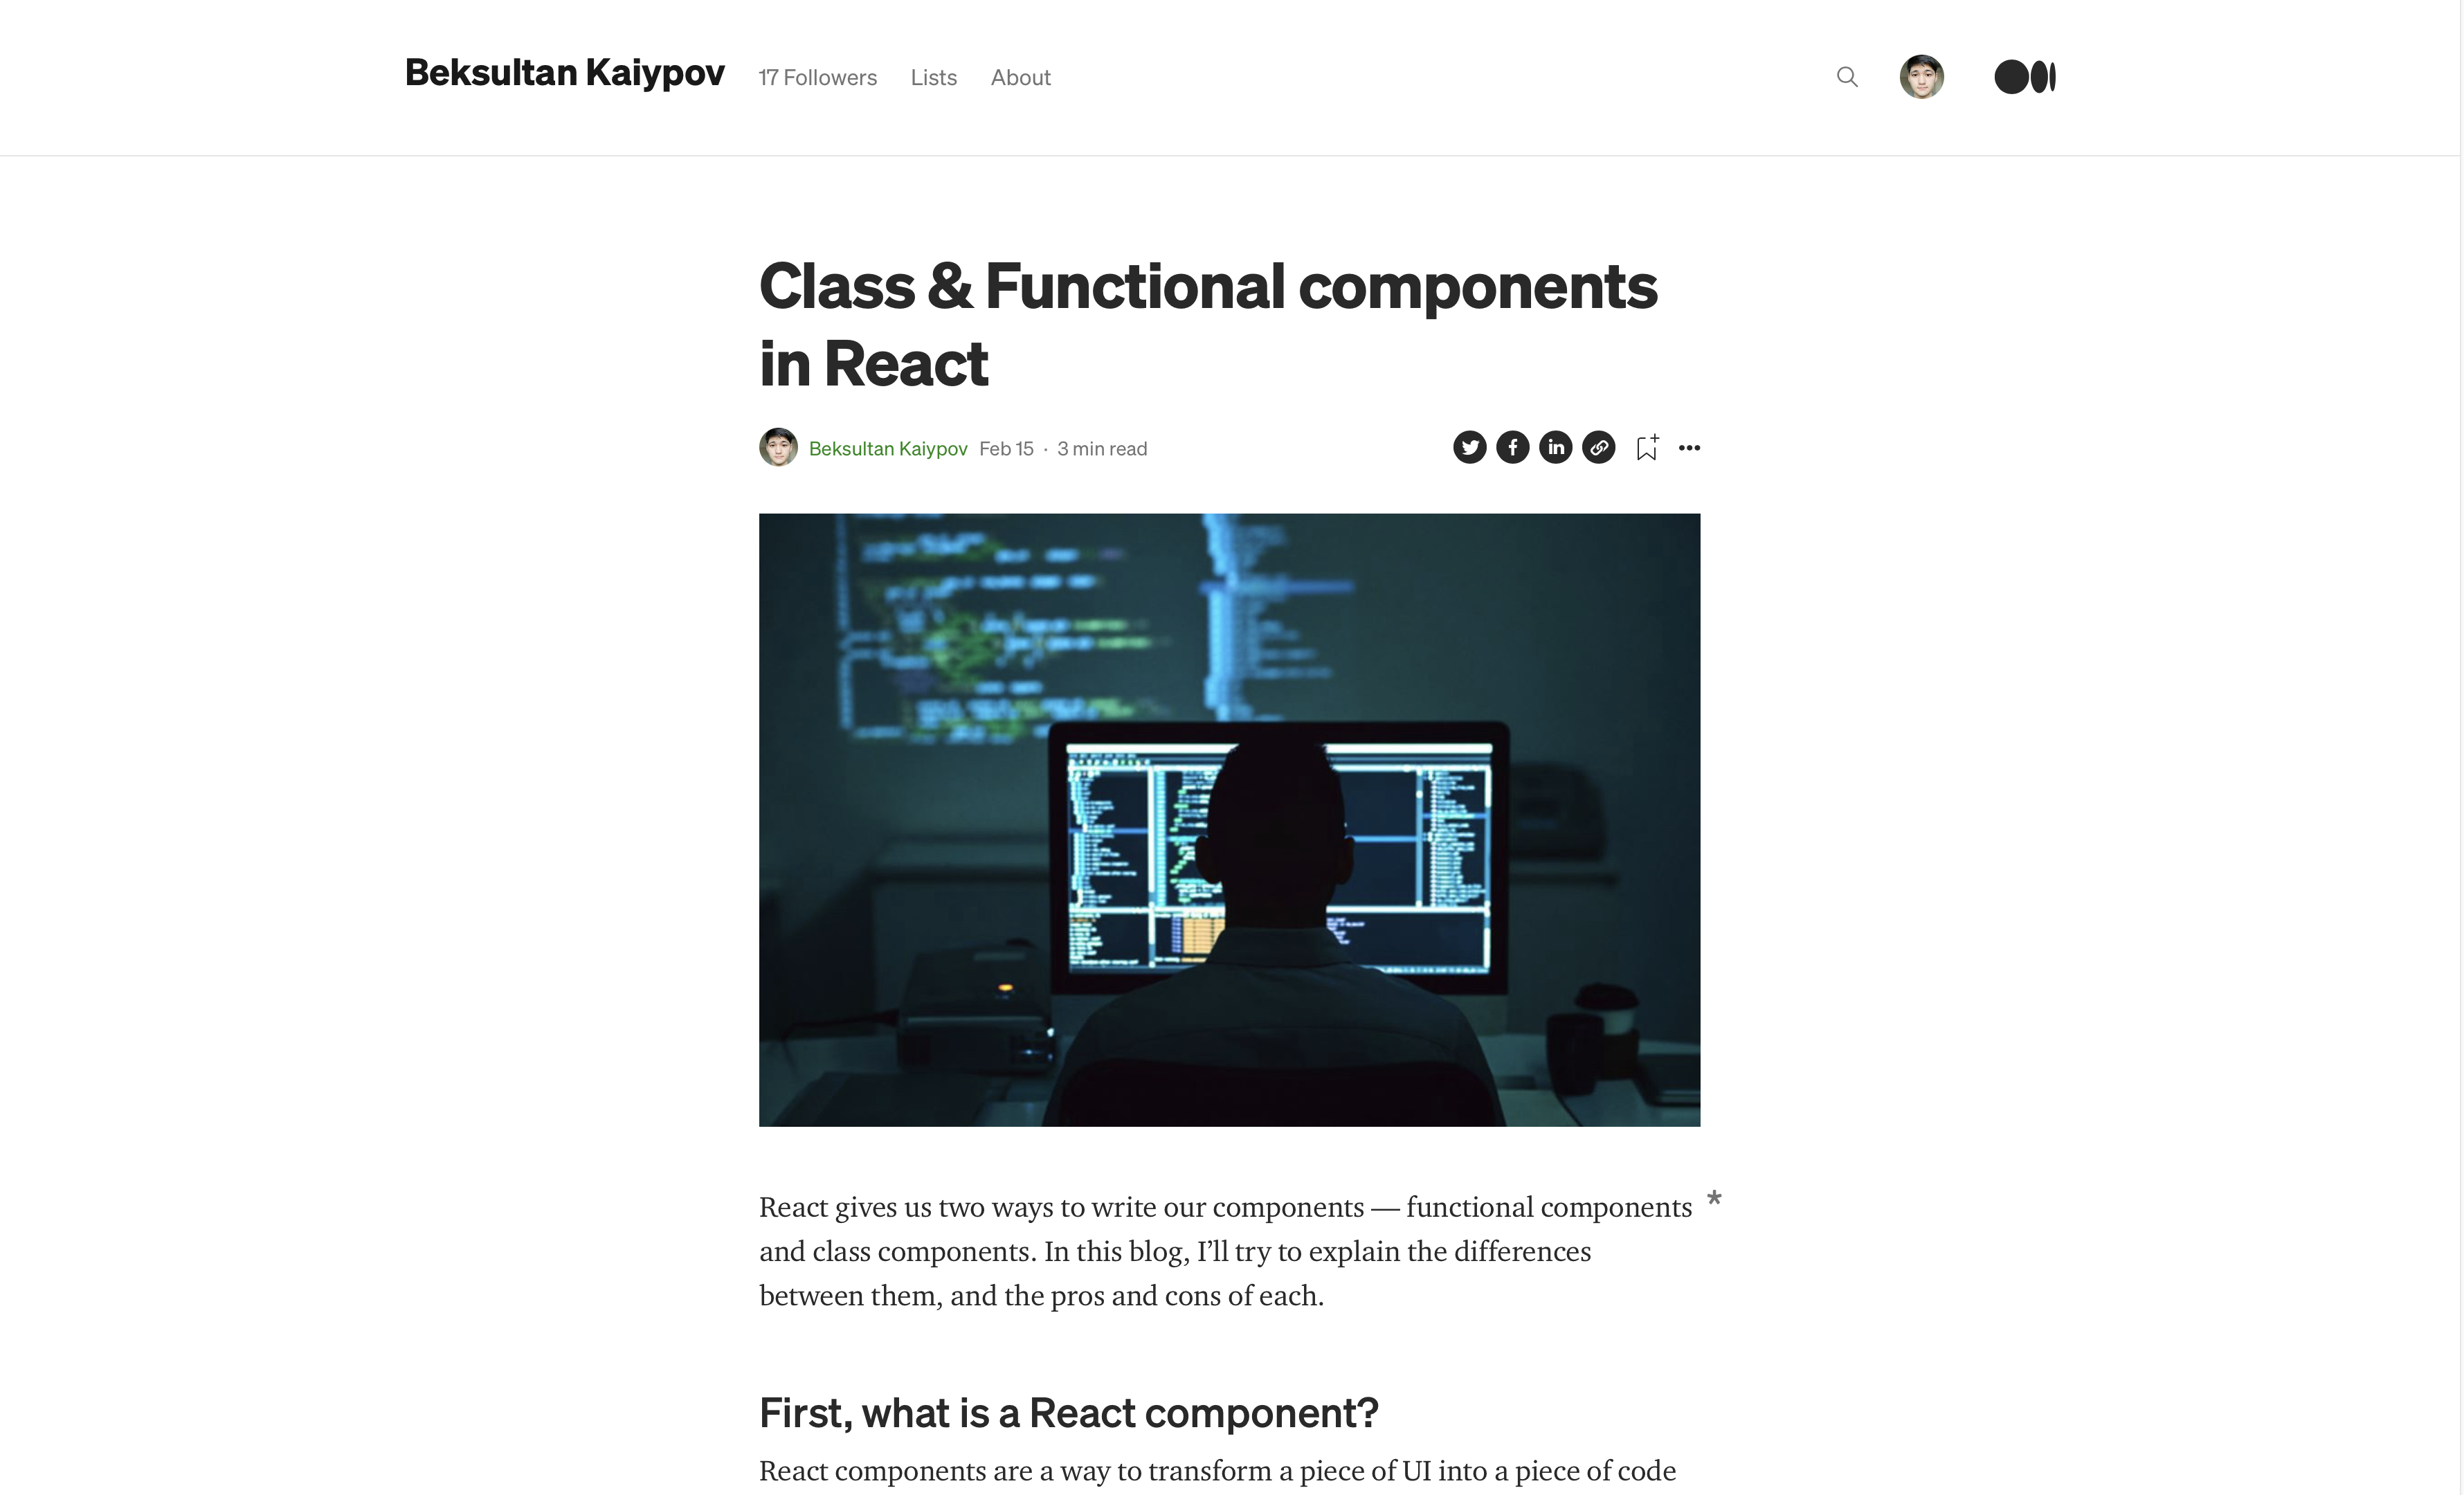 Beksultan Kaiypov 17 Followers Lists About
Class & Functional components
in React
Beksultan Kaiypov Feb 15 · 3 min read
React gives us two ways to write our components — functional components *
and class components. In this blog, I’ll try to explain the differences
between them, and the pros and cons of each.
First, what is a React component?
React components are a way to transform a piece of UI into a piece of code